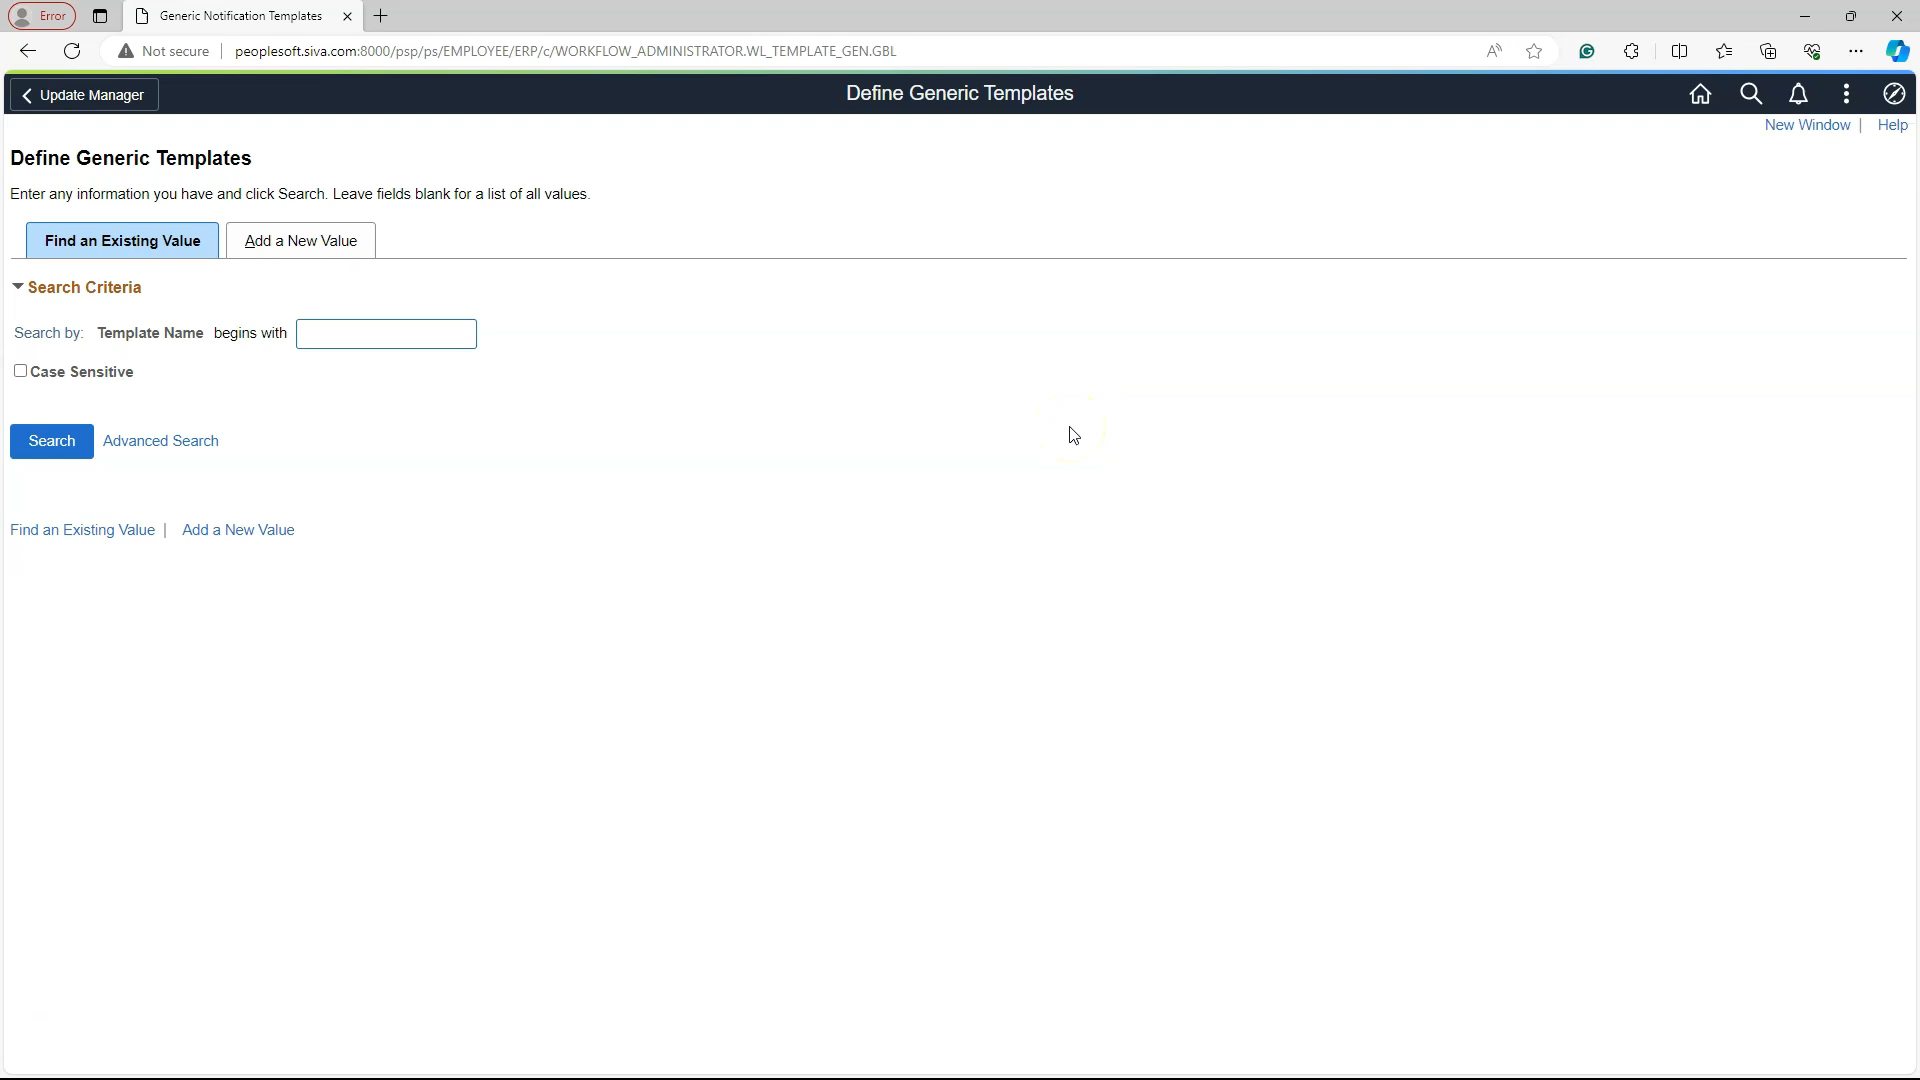 Error
Generic Notification Templates
Not secure
peoplesoft.siva.com:8000/psp/ps/EMPLOYEE/ERP/c/WORKFLOW_ADMINISTRATOR.WL_TEMPLATE_GEN.GBL
Update Manager
Define Generic Templates
New Window | Help
Define Generic Templates
Enter any information you have and click Search. Leave fields blank for a list of all values.
Find an Existing Value
Add a New Value
Search Criteria
Search by: Template Name begins with
Case Sensitive
Search
Advanced Search
Find an Existing Value | Add a New Value